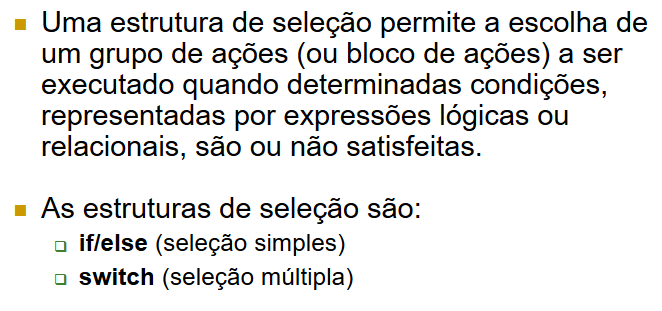 Uma estrutura de seleção permite a escolha de
um grupo de ações (ou bloco de ações) a ser
executado quando determinadas condições,
representadas por expressões lógicas ou
relacionais, são ou não satisfeitas.
As estruturas de seleção são:
if/else (seleção simples)
switch (seleção múltipla)